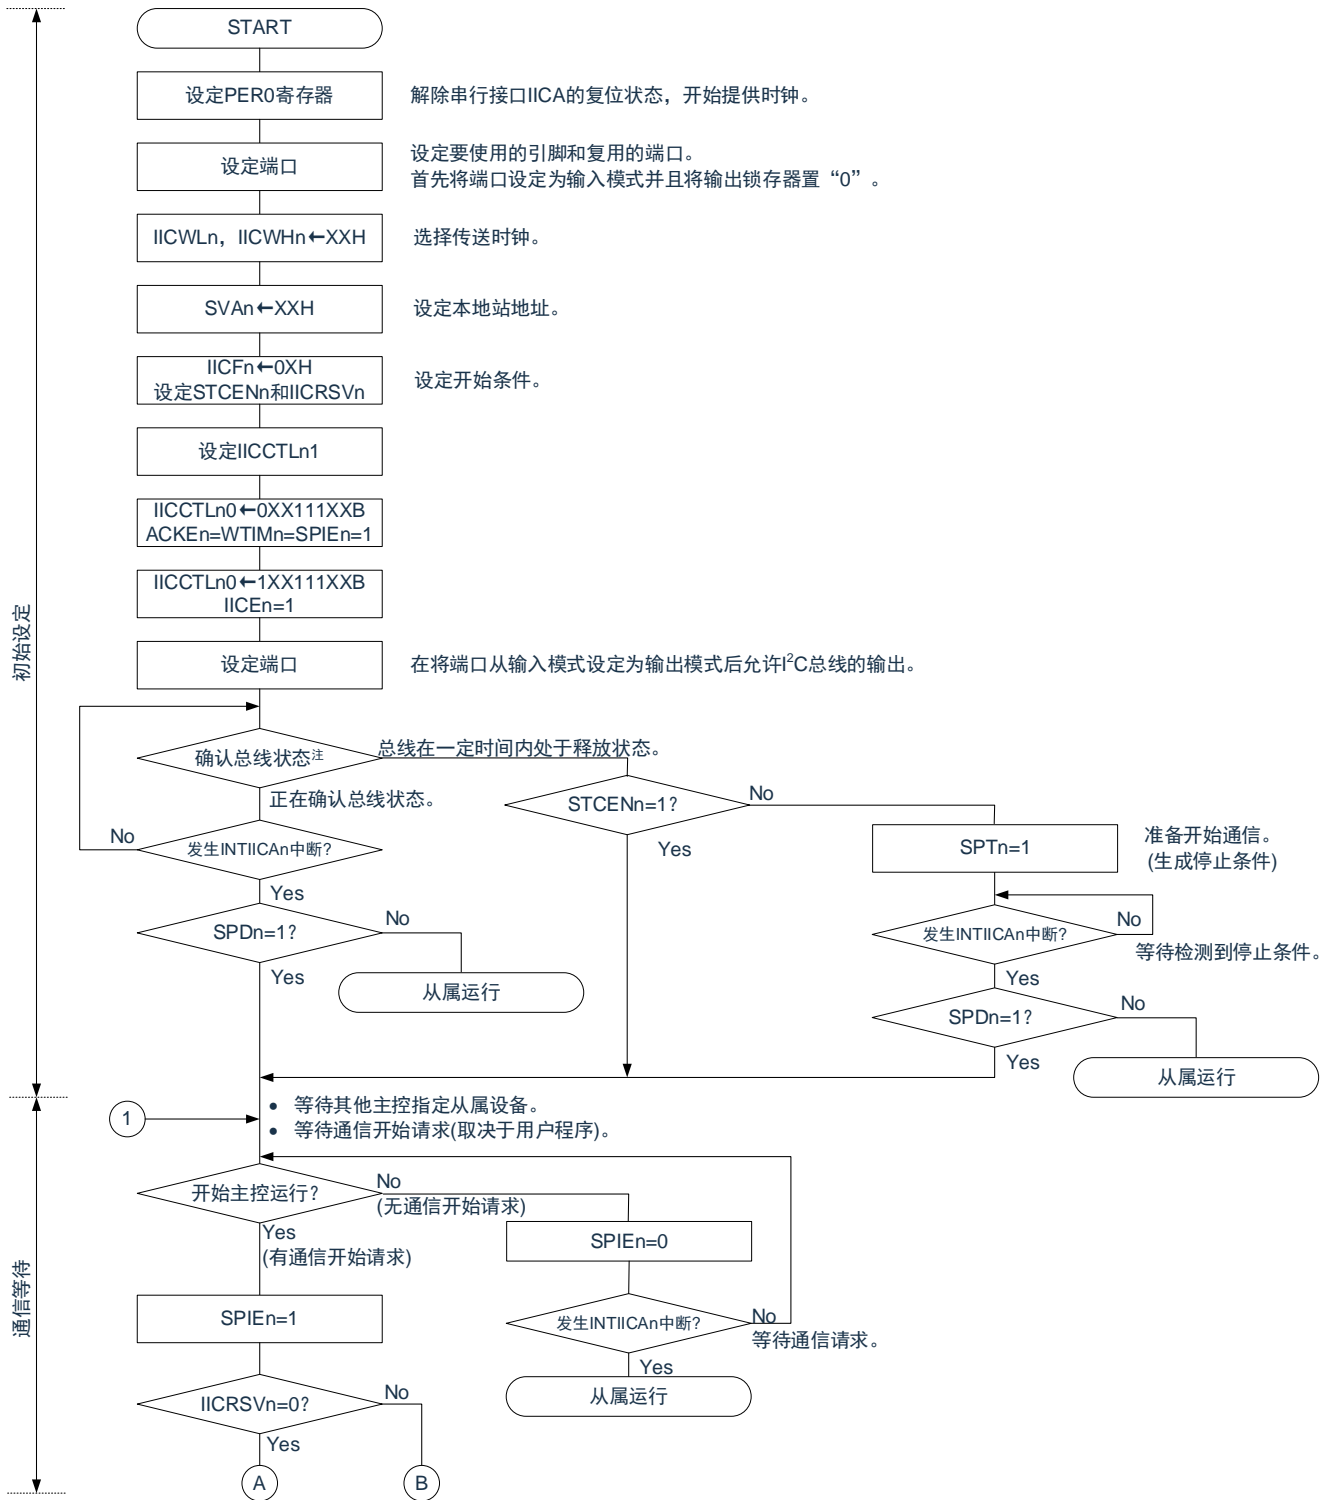 START
设定PER0寄存器
解除串行接口IICA的复位状态，开始提供时钟。
设定端口
设定要使用的引脚和复用的端口。
首先将端口设定为输入模式并且将输出锁存器置“0”。
IICWLn，IICWHn←XXH
选择传送时钟。
SVAn←XXH
设定本地站地址。
IICFn←0XH
设定STCENn和IICRSVn
设定开始条件。
设定IICCTLn1
IICCTLn0←0XX111XXB
ACKEn=WTIMn=SPIEn=1
IICCTLn0←1XX111XXB
IICEn=1
初始设定
设定端口
在将端口从输入模式设定为输出模式后允许I²C总线的输出。
确认总线状态注
总线在一定时间内处于释放状态。
正在确认总线状态。
STCENn=1?
No
Yes
SPTn=1
准备开始通信。
(生成停止条件)
No
发生INTIICAn中断?
Yes
SPDn=1?
No
Yes
从属运行
发生INTIICAn中断?
No
等待检测到停止条件。
Yes
SPDn=1?
No
Yes
从属运行
1
• 等待其他主控指定从属设备。
• 等待通信开始请求(取决于用户程序)。
开始主控运行?
No
(无通信开始请求)
Yes
(有通信开始请求)
SPIEn=0
通信等待
SPIEn=1
发生INTIICAn中断?
No
等待通信请求。
Yes
从属运行
IICRSVn=0?
No
Yes
A
B